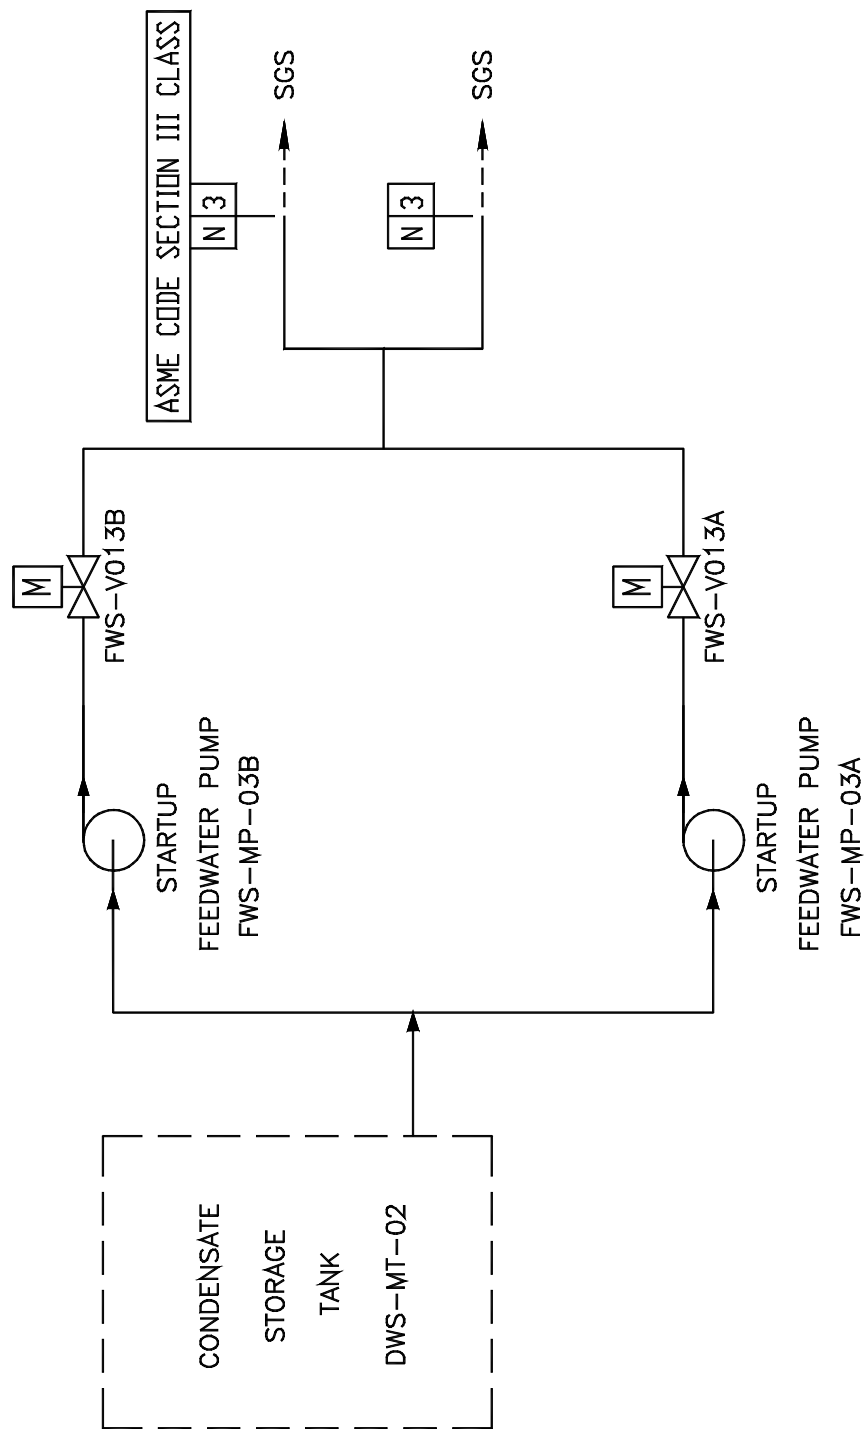 ASME CODE SECTION III CLASS
N 3
SGS
N 3
SGS
M
FWS-V013B
M
FWS-V013A
STARTUP
FEEDWATER PUMP
FWS-MP-03B
STARTUP
FEEDWATER PUMP
FWS-MP-03A
CONDENSATE
STORAGE
TANK
DWS-MT-02